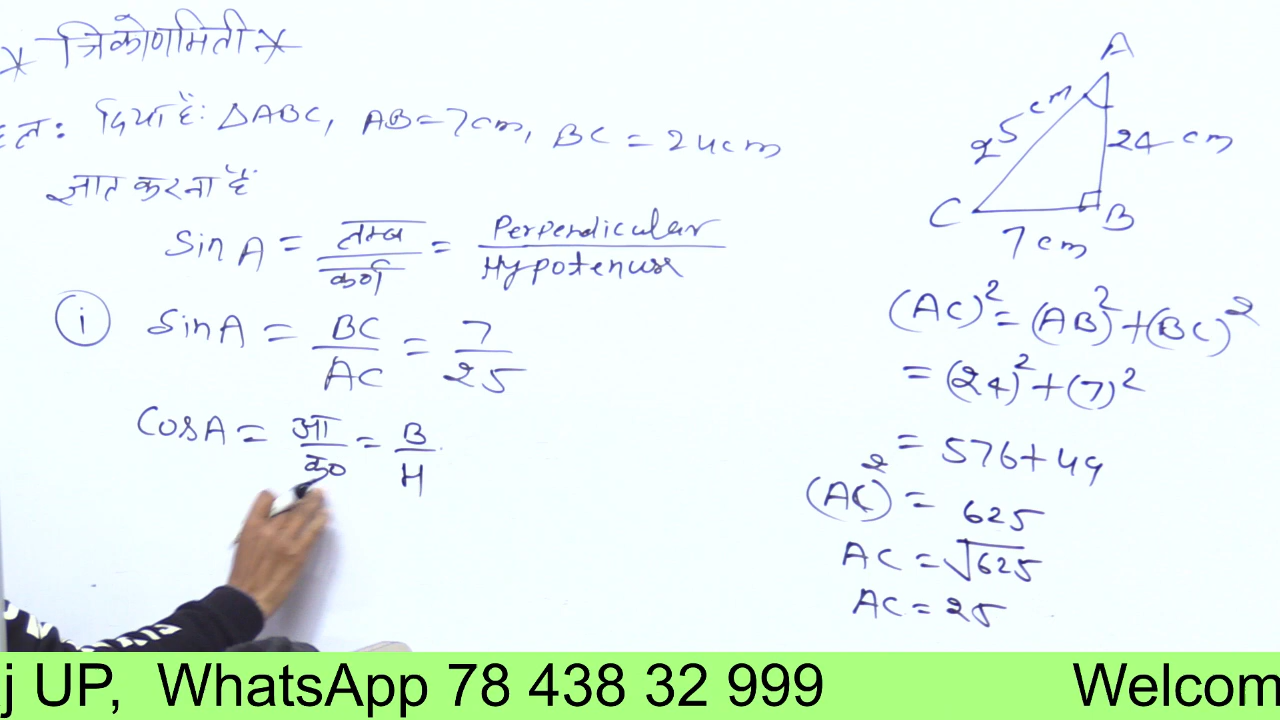 * त्रिकोणमिती *
हल: दिया है: △ABC, AB=7cm, BC = 24cm
ज्ञात करना है
Sin A = लम्ब/कर्ण = Perpendicular/Hypotenuse
(i) Sin A = BC/AC = 7/25
Cos A = आ/क० = B/H
A
25 cm
24 cm
C
B
7 cm
(AC)² = (AB)² + (BC)²
= (24)² + (7)²
= 576 + 49
(AC)² = 625
AC = √625
AC = 25
j UP, WhatsApp 78 438 32 999 Welcom